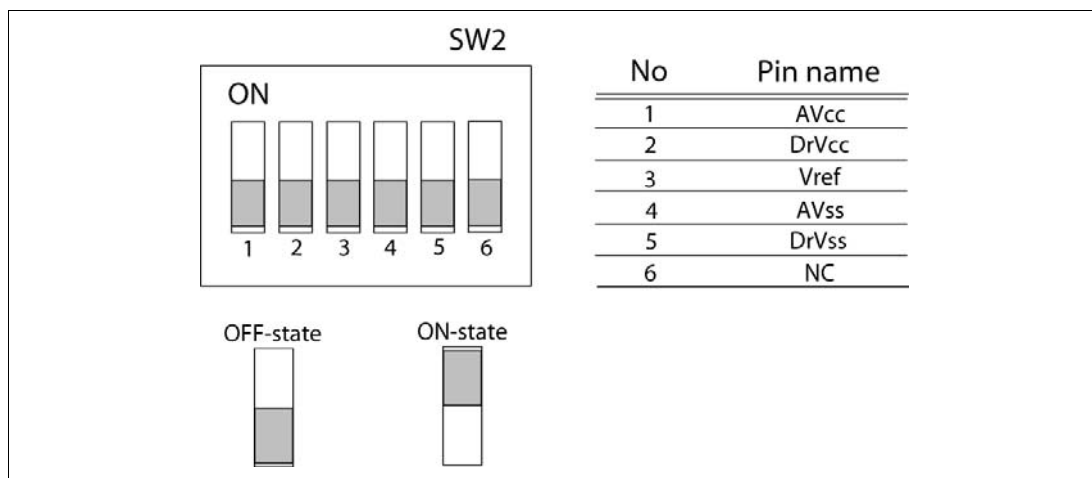 SW2
ON
1 2 3 4 5 6
No Pin name
1 AVcc
2 DrVcc
3 Vref
4 AVss
5 DrVss
6 NC
OFF-state ON-state